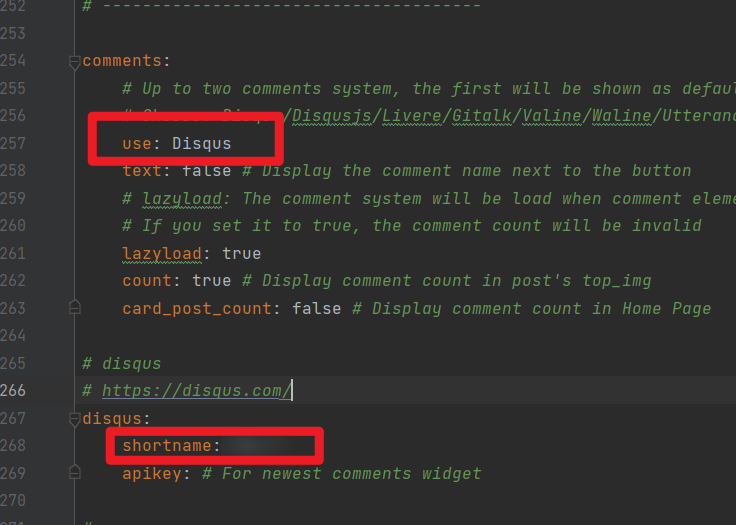 252 # --------------------------------------
253
254 comments:
255 # Up to two comments system, the first will be shown as defau
256 /Disqusjs/Livere/Gitalk/Valine/Waline/Utteran
257 use: Disqus
258 text: false # Display the comment name next to the button
259 # lazyload: The comment system will be load when comment eleme
260 # If you set it to true, the comment count will be invalid
261 lazyload: true
262 count: true # Display comment count in post's top_img
263 card_post_count: false # Display comment count in Home Page
264
265 # disqus
266 # https://disqus.com/
267 disqus:
268 shortname:
269 apikey: # For newest comments widget
270